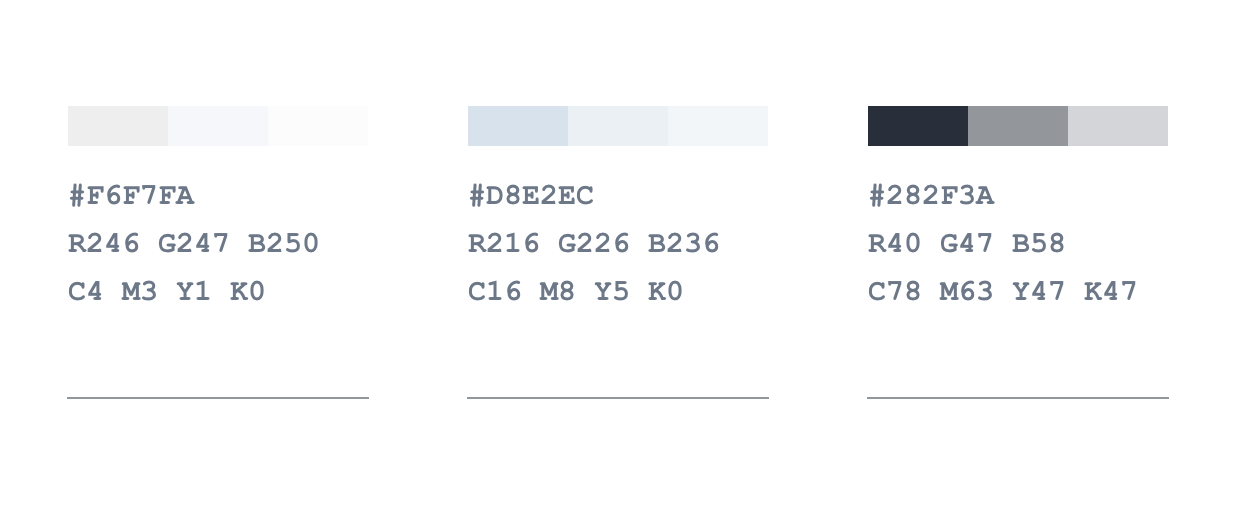 #F6F7FA
R246 G247 B250
C4 M3 Y1 K0
#D8E2EC
R216 G226 B236
C16 M8 Y5 K0
#282F3A
R40 G47 B58
C78 M63 Y47 K47